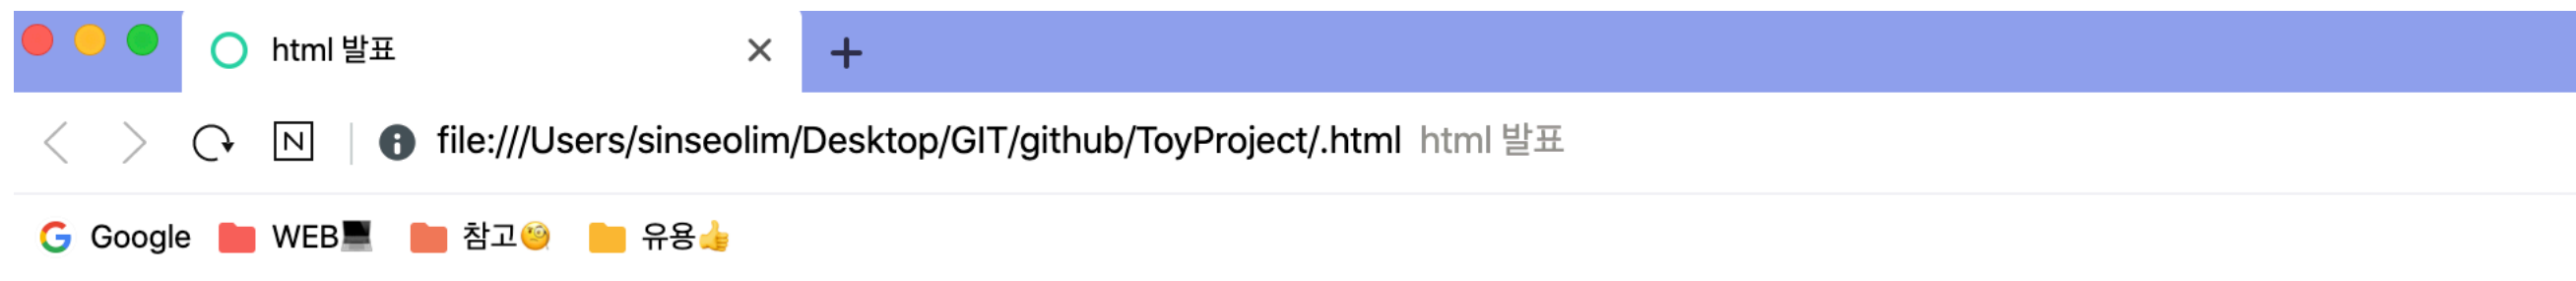 html 발표
N file:///Users/sinseolim/Desktop/GIT/github/ToyProject/.html html 발표
Google WEB💻 참고🧐 유용👍